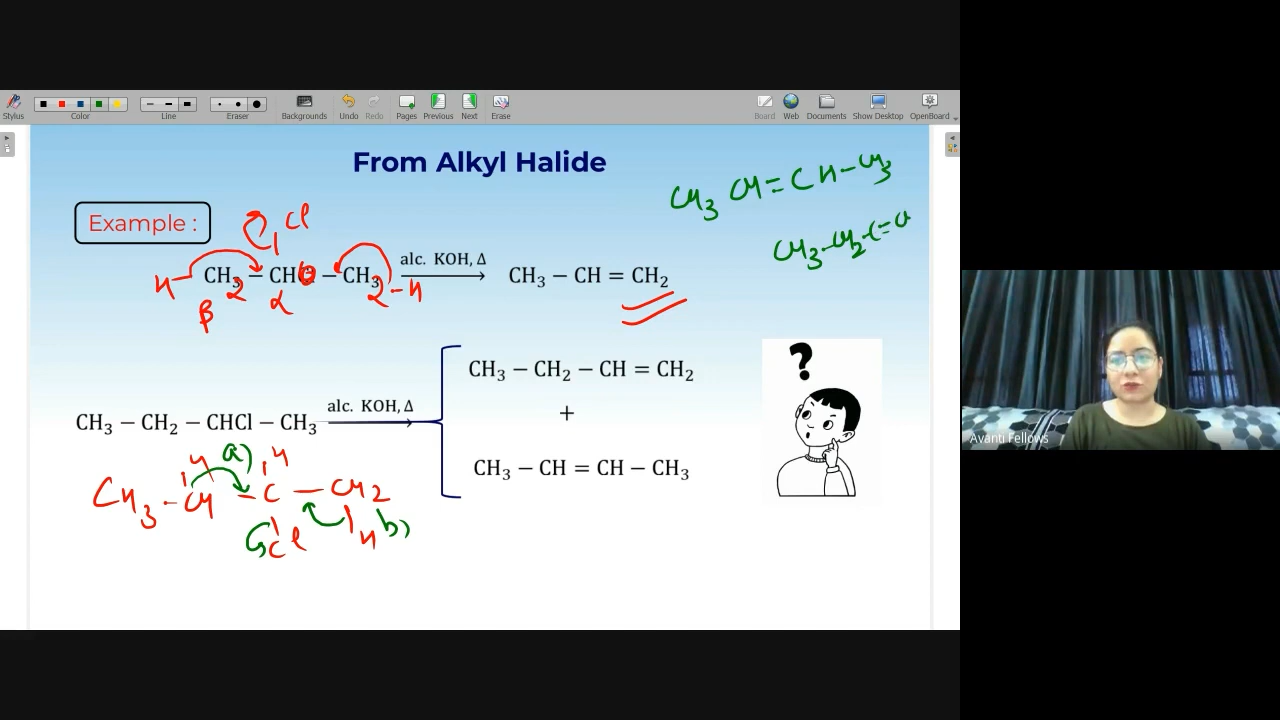 Stylus
Color
Line
Eraser
Backgrounds
Undo
Redo
Pages
Previous
Next
Erase
Board
Web
Documents
Show Desktop
OpenBoard
From Alkyl Halide
Example :
CH₃ CH=CH-CH₃
CH₃-CH₂-C=C
Cl
H
CH₃ − CH − CH₃
alc. KOH, Δ
CH₃ − CH = CH₂
2
α
2-H
β
CH₃ − CH₂ − CHCl − CH₃
alc. KOH, Δ
CH₃ − CH₂ − CH = CH₂
+
CH₃ − CH = CH − CH₃
?
H a) H
CH₃ - CH - C - CH₂
Cl H b)
Avanti Fellows